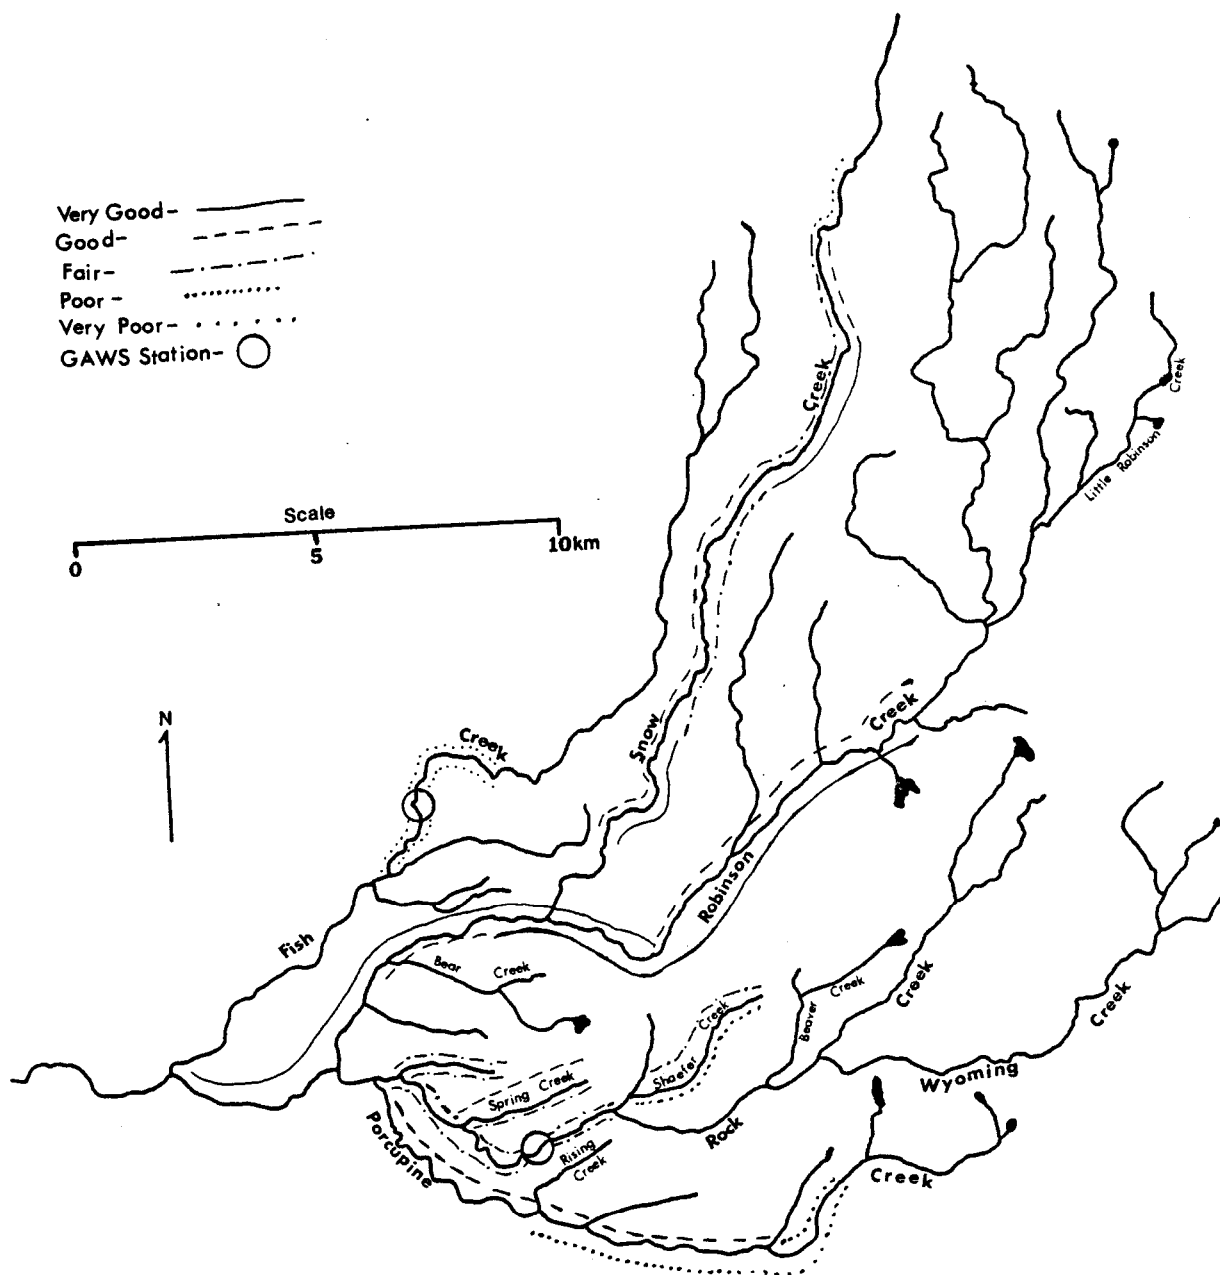 Very Good-
Good-
Fair-
Poor -
Very Poor-
GAWS Station-
Scale
0
5
10km
N
Creek
Creek
Little Robinson
Creek
Snow
Creek
Creek
Robinson
Fish
Bear
Creek
Creek
Beaver
Creek
Creek
Creek
Shaefer
Wyoming
Spring Creek
Rock
Porcupine
Rising
Creek
Creek